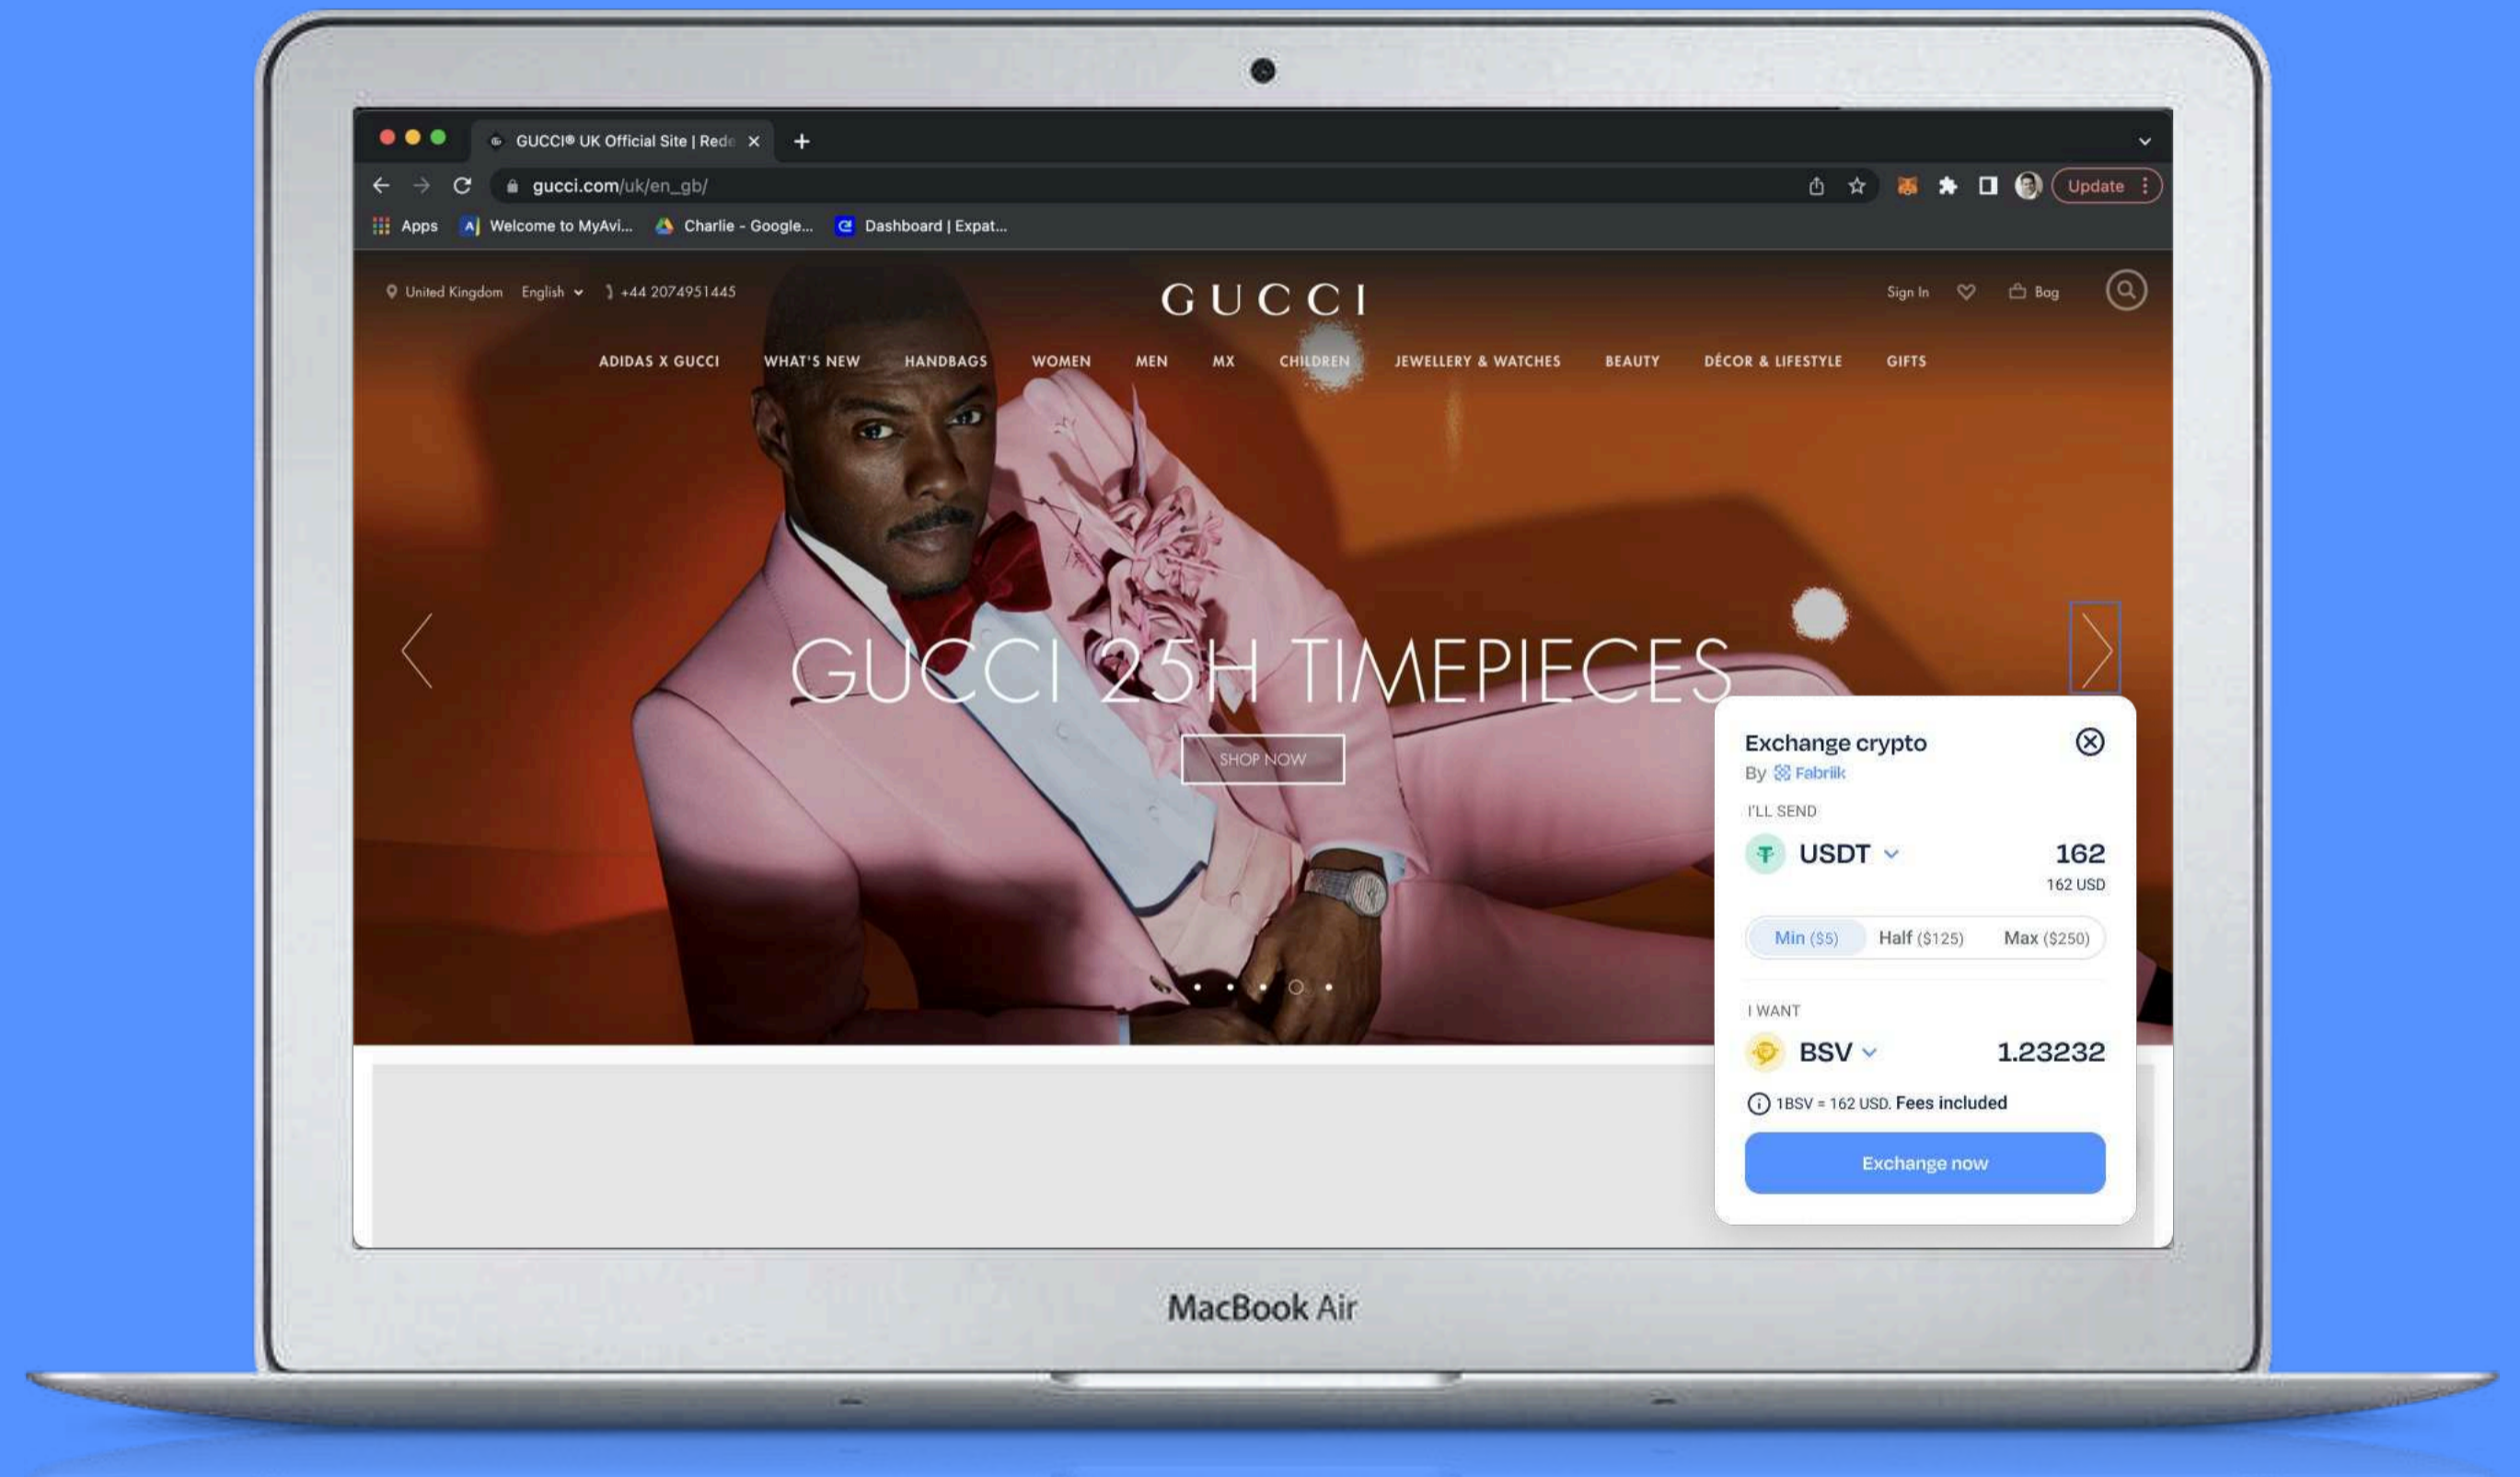 GUCCI® UK Official Site | Rede
gucci.com/uk/en_gb/
Update
Apps
Welcome to MyAvi...
Charlie - Google...
Dashboard | Expat...
United Kingdom English +44 2074951445
GUCCI
Sign In
Bag
ADIDAS X GUCCI WHAT'S NEW HANDBAGS WOMEN MEN MX CHILDREN JEWELLERY & WATCHES BEAUTY DÉCOR & LIFESTYLE GIFTS
GUCCI 25H TIMEPIECES
SHOP NOW
Exchange crypto
By Fabriik
I'LL SEND
USDT 162
162 USD
Min ($5) Half ($125) Max ($250)
I WANT
BSV 1.23232
1BSV = 162 USD. Fees included
Exchange now
MacBook Air